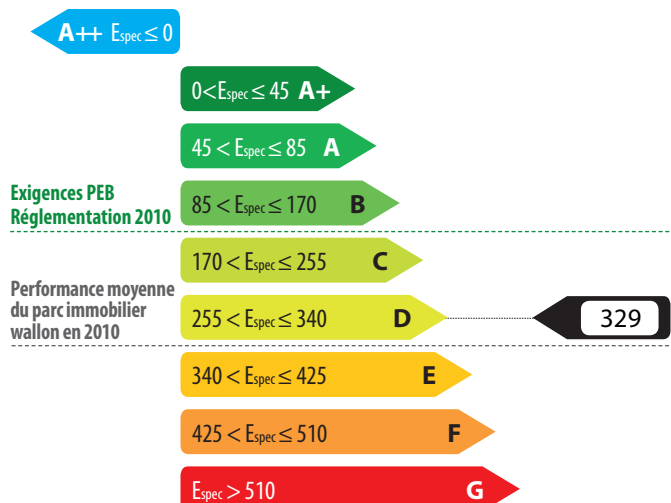 A++ Espec ≤ 0
0<Espec ≤ 45 A+
45 < Espec ≤ 85 A
Exigences PEB
Réglementation 2010
85 < Espec ≤ 170 B
170 < Espec ≤ 255 C
Performance moyenne
du parc immobilier
wallon en 2010
255 < Espec ≤ 340 D
329
340 < Espec ≤ 425 E
425 < Espec ≤ 510 F
Espec > 510 G